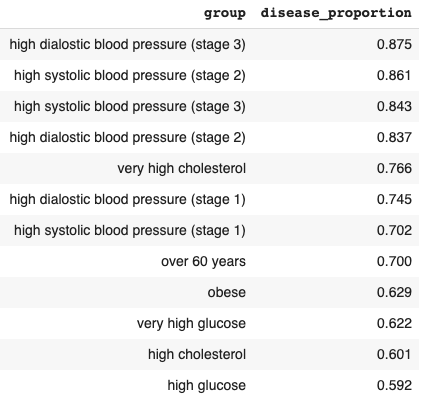 group disease_proportion
high dialostic blood pressure (stage 3) 0.875
high systolic blood pressure (stage 2) 0.861
high systolic blood pressure (stage 3) 0.843
high dialostic blood pressure (stage 2) 0.837
very high cholesterol 0.766
high dialostic blood pressure (stage 1) 0.745
high systolic blood pressure (stage 1) 0.702
over 60 years 0.700
obese 0.629
very high glucose 0.622
high cholesterol 0.601
high glucose 0.592